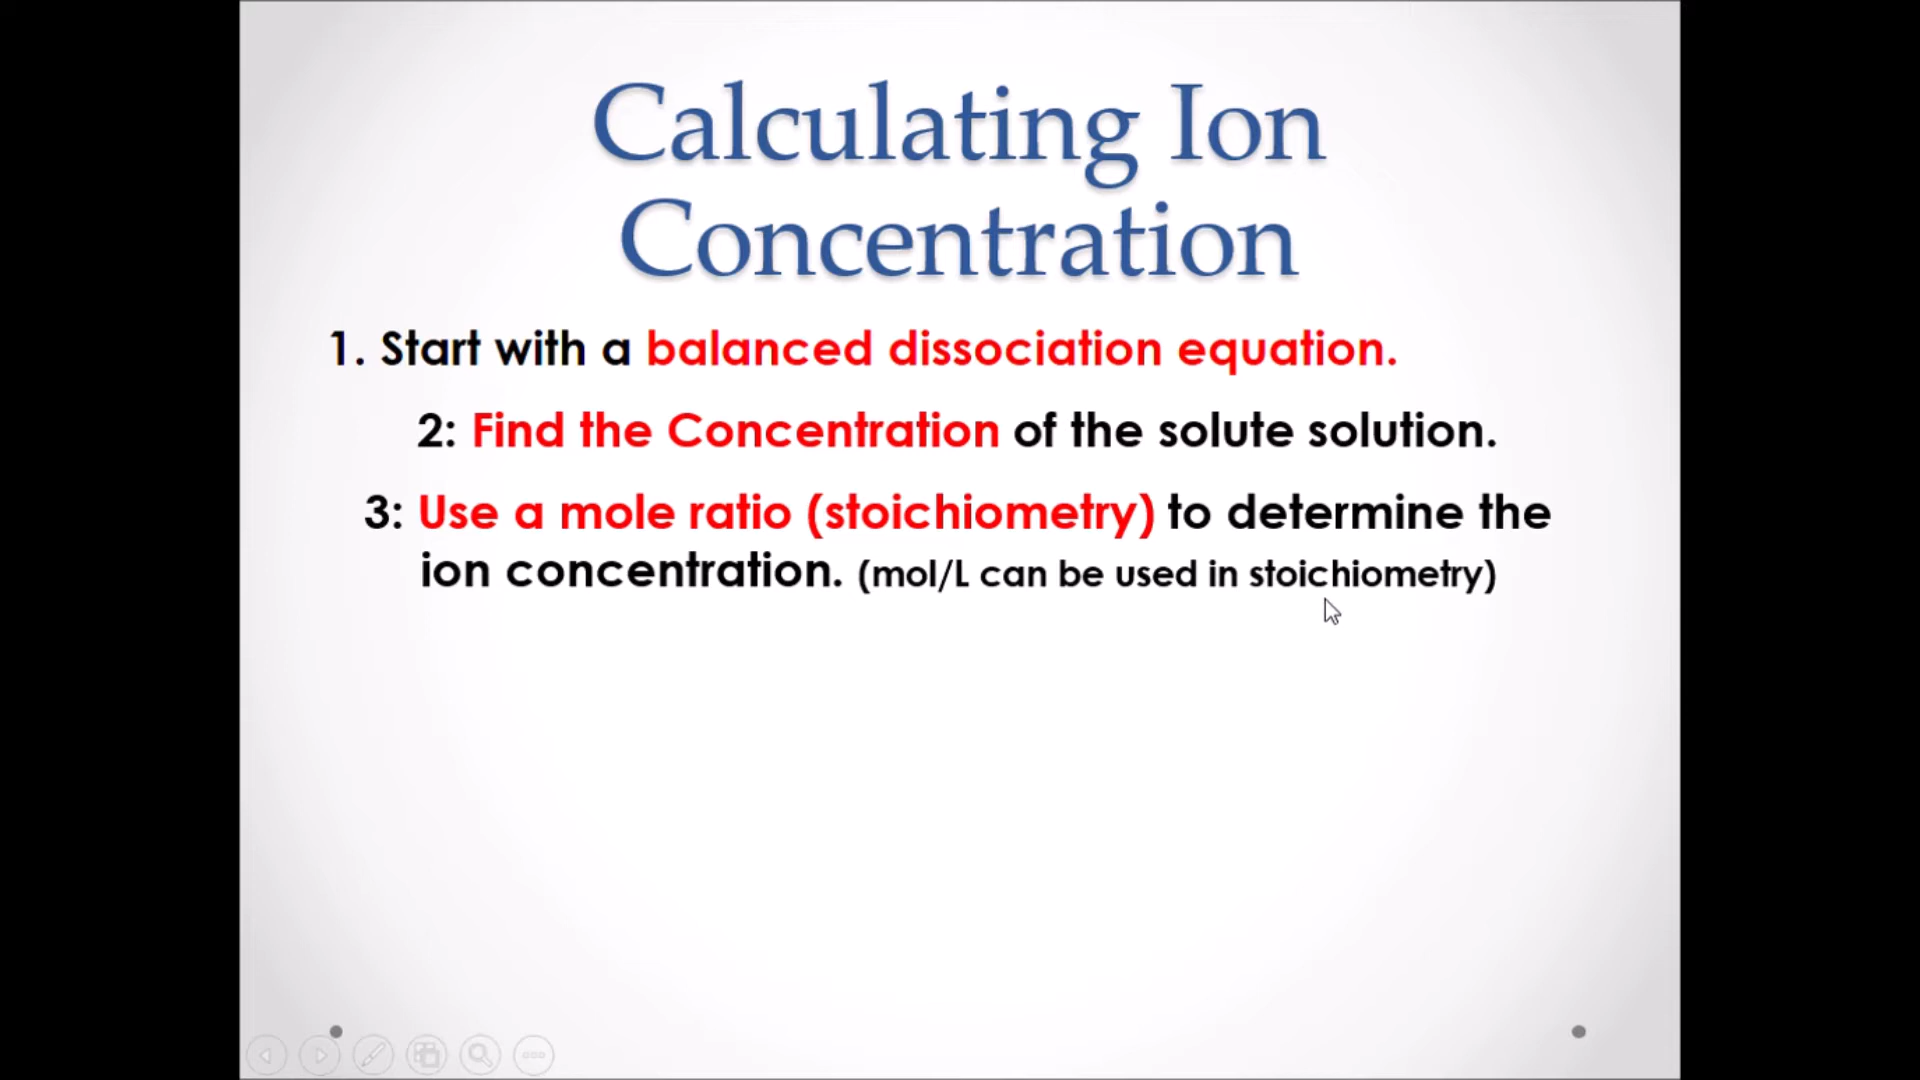 Calculating Ion
Concentration
1. Start with a balanced dissociation equation.
2: Find the Concentration of the solute solution.
3: Use a mole ratio (stoichiometry) to determine the
ion concentration. (mol/L can be used in stoichiometry)